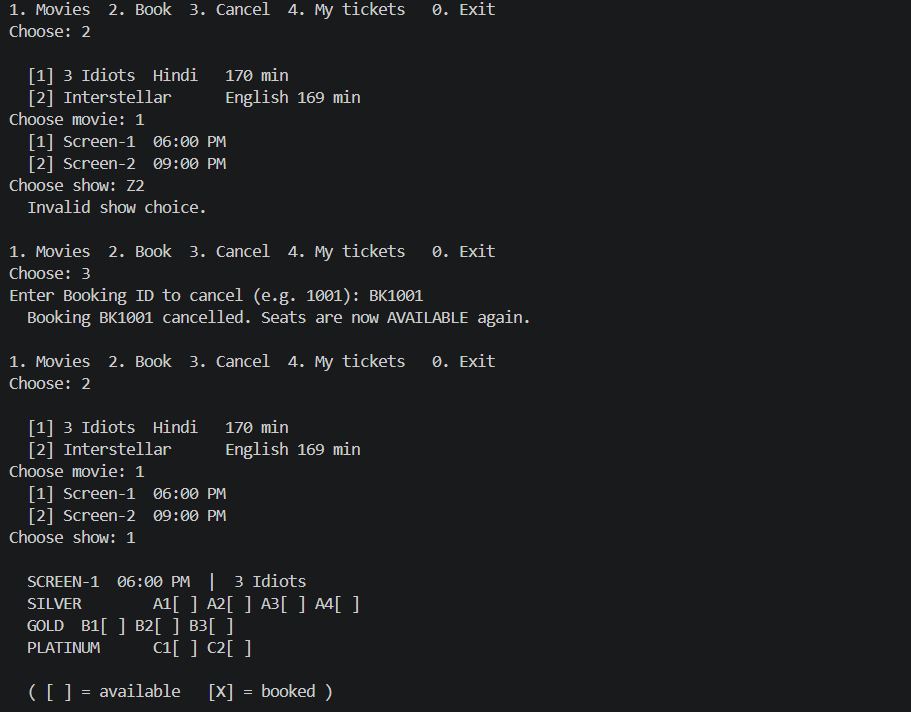 1. Movies  2. Book  3. Cancel  4. My tickets   0. Exit
Choose: 2
[1] 3 Idiots  Hindi   170 min
[2] Interstellar      English 169 min
Choose movie: 1
[1] Screen-1  06:00 PM
[2] Screen-2  09:00 PM
Choose show: Z2
Invalid show choice.
1. Movies  2. Book  3. Cancel  4. My tickets   0. Exit
Choose: 3
Enter Booking ID to cancel (e.g. 1001): BK1001
Booking BK1001 cancelled. Seats are now AVAILABLE again.
1. Movies  2. Book  3. Cancel  4. My tickets   0. Exit
Choose: 2
[1] 3 Idiots  Hindi   170 min
[2] Interstellar      English 169 min
Choose movie: 1
[1] Screen-1  06:00 PM
[2] Screen-2  09:00 PM
Choose show: 1
SCREEN-1  06:00 PM  |  3 Idiots
SILVER        A1[ ] A2[ ] A3[ ] A4[ ]
GOLD  B1[ ] B2[ ] B3[ ]
PLATINUM      C1[ ] C2[ ]
( [ ] = available   [X] = booked )